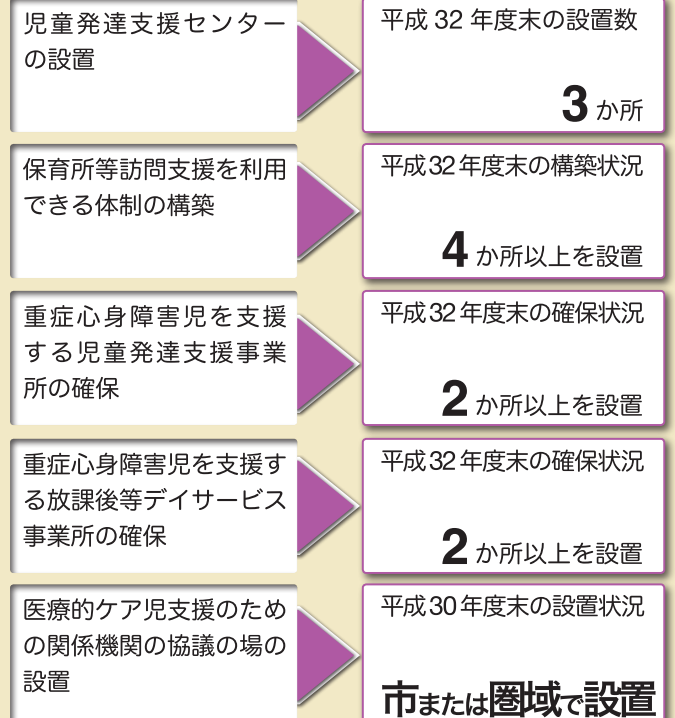 児童発達支援センター
の設置
平成 32 年度末の設置数
3 か所
保育所等訪問支援を利用
できる体制の構築
平成32年度末の構築状況
4 か所以上を設置
重症心身障害児を支援
する児童発達支援事業
所の確保
平成32年度末の確保状況
2 か所以上を設置
重症心身障害児を支援す
る放課後等デイサービス
事業所の確保
平成32年度末の確保状況
2 か所以上を設置
医療的ケア児支援のため
の関係機関の協議の場の
設置
平成30年度末の設置状況
市または圏域で設置